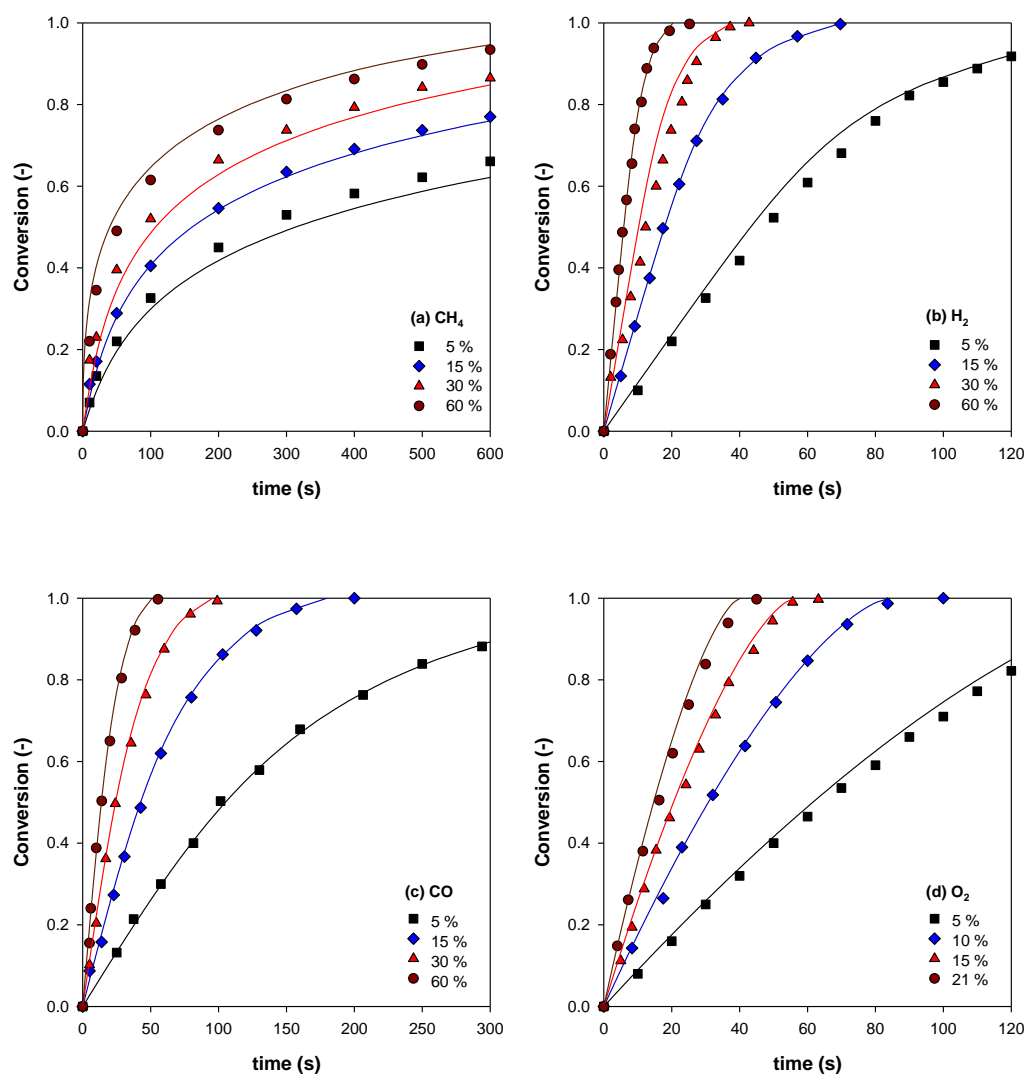 Conversion (-)
1.0
0.8
0.6
0.4
0.2
0.0
(a) CH₄
5 %
15 %
30 %
60 %
0 100 200 300 400 500 600
time (s)
Conversion (-)
1.0
0.8
0.6
0.4
0.2
0.0
(b) H₂
5 %
15 %
30 %
60 %
0 20 40 60 80 100 120
time (s)
Conversion (-)
1.0
0.8
0.6
0.4
0.2
0.0
(c) CO
5 %
15 %
30 %
60 %
0 50 100 150 200 250 300
time (s)
Conversion (-)
1.0
0.8
0.6
0.4
0.2
0.0
(d) O₂
5 %
10 %
15 %
21 %
0 20 40 60 80 100 120
time (s)